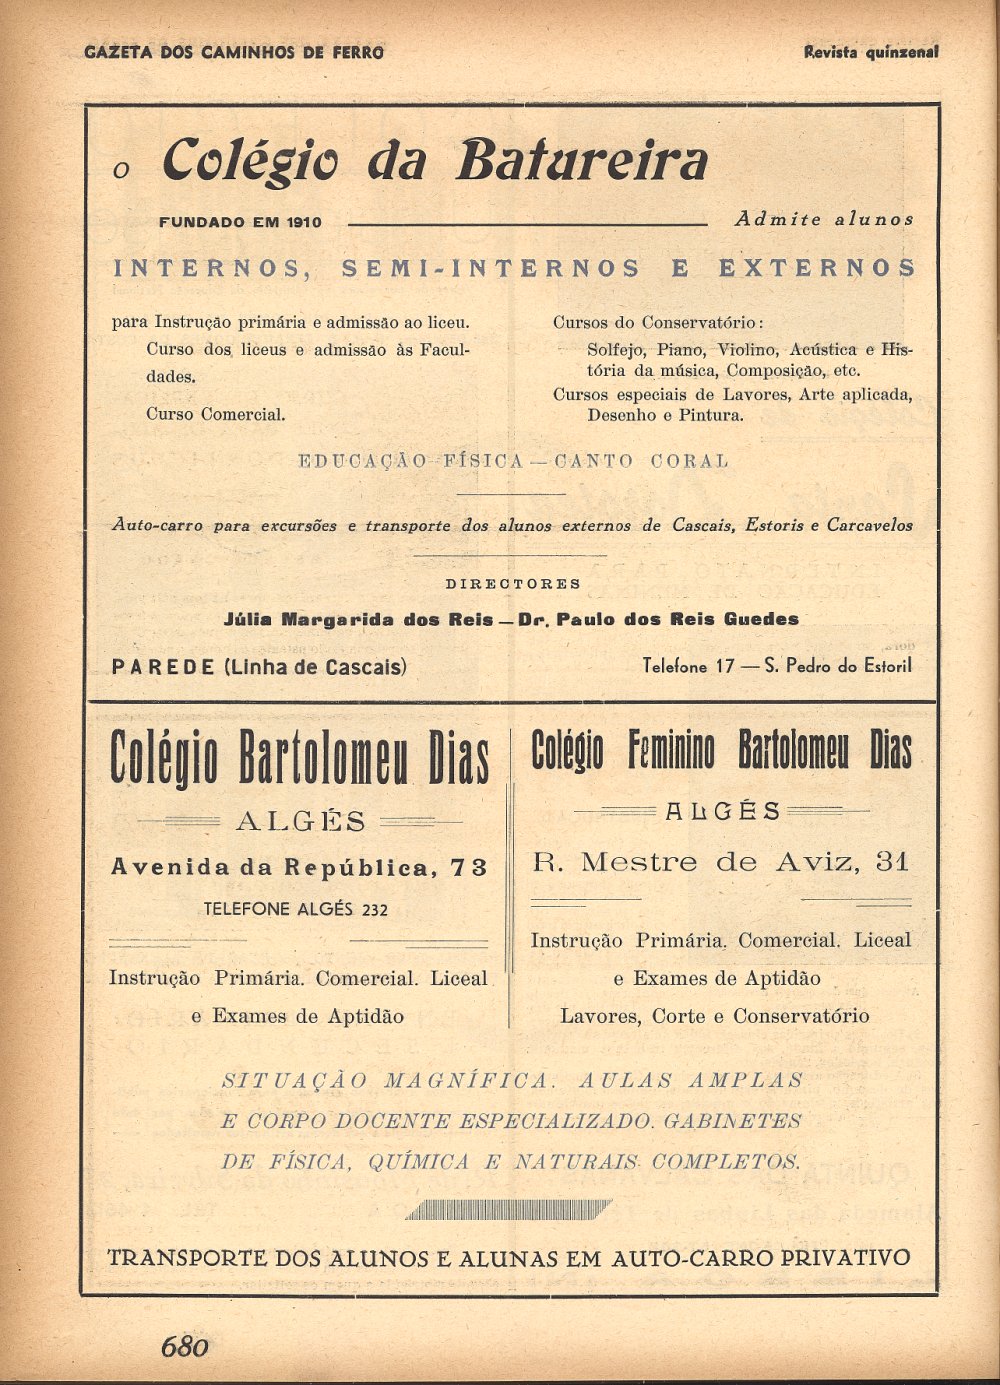 GAZETA DOS CAMINHOS DE FERRO
Revista quinzenal
O Colégio da Batureira
FUNDADO EM 1910
Admite alunos
INTERNOS, SEMI-INTERNOS E EXTERNOS
para Instrução primária e admissão ao liceu.
Curso dos liceus e admissão às Facul-
dades.
Curso Comercial.
Cursos do Conservatório:
Solfejo, Piano, Violino, Acústica e His-
tória da música, Composição, etc.
Cursos especiais de Lavores, Arte aplicada,
Desenho e Pintura.
EDUCAÇÃO FÍSICA — CANTO CORAL
Auto-carro para excursões e transporte dos alunos externos de Cascais, Estoris e Carcavelos
DIRECTORES
Júlia Margarida dos Reis — Dr. Paulo dos Reis Guedes
PAREDE (Linha de Cascais)
Telefone 17 — S. Pedro do Estoril
Colégio Bartolomeu Dias
ALGÉS
Avenida da República, 73
TELEFONE ALGÉS 232
Instrução Primária. Comercial. Liceal
e Exames de Aptidão
Colégio Feminino Bartolomeu Dias
ALGÉS
R. Mestre de Aviz, 31
Instrução Primária. Comercial. Liceal
e Exames de Aptidão
Lavores, Corte e Conservatório
SITUAÇÃO MAGNÍFICA. AULAS AMPLAS
E CORPO DOCENTE ESPECIALIZADO. GABINETES
DE FÍSICA, QUÍMICA E NATURAIS COMPLETOS.
TRANSPORTE DOS ALUNOS E ALUNAS EM AUTO-CARRO PRIVATIVO
680